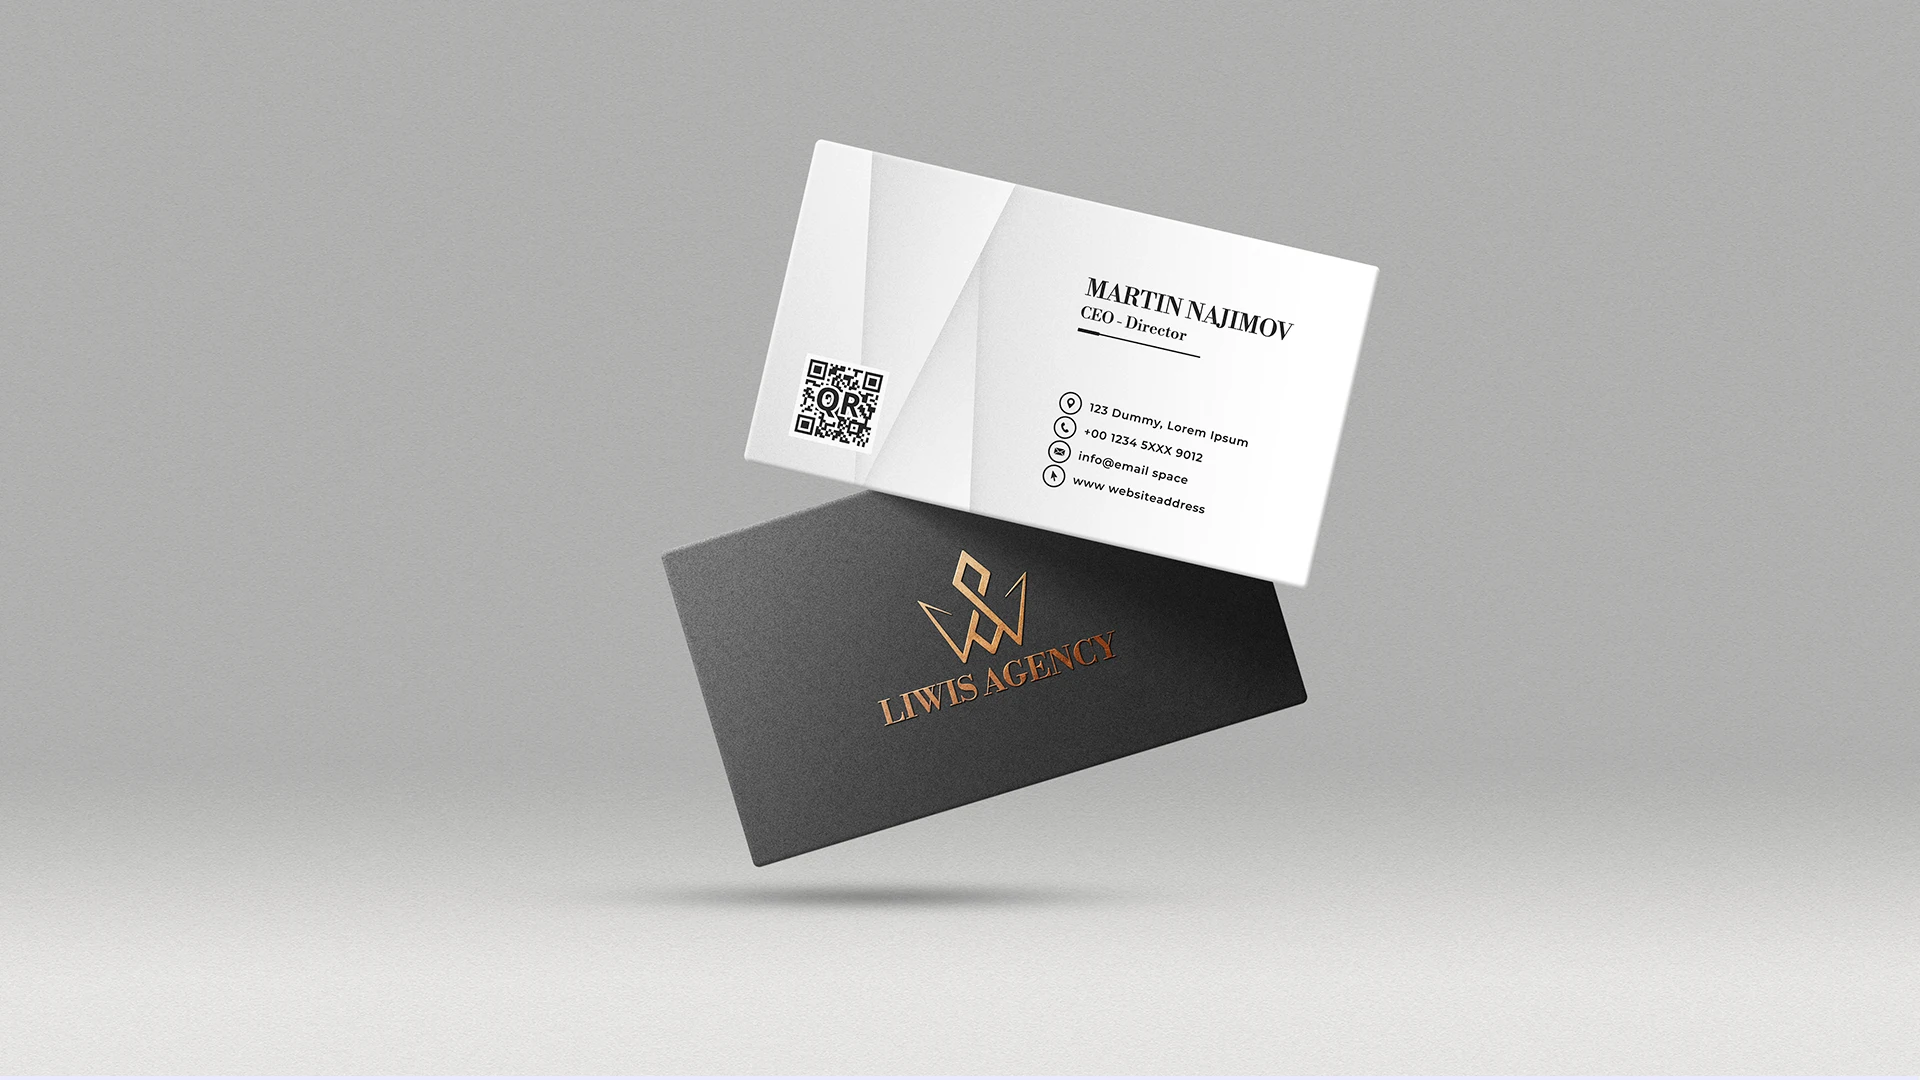 MARTIN NAJIMOV
CEO - Director
QR
123 Dummy, Lorem Ipsum
+00 1234 5XXX 9012
info@email space
www websiteaddress
LIWIS AGENCY